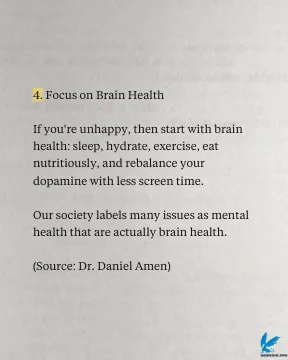 4. Focus on Brain Health
If you're unhappy, then start with brain
health: sleep, hydrate, exercise, eat
nutritiously, and rebalance your
dopamine with less screen time.
Our society labels many issues as mental
health that are actually brain health.
(Source: Dr. Daniel Amen)